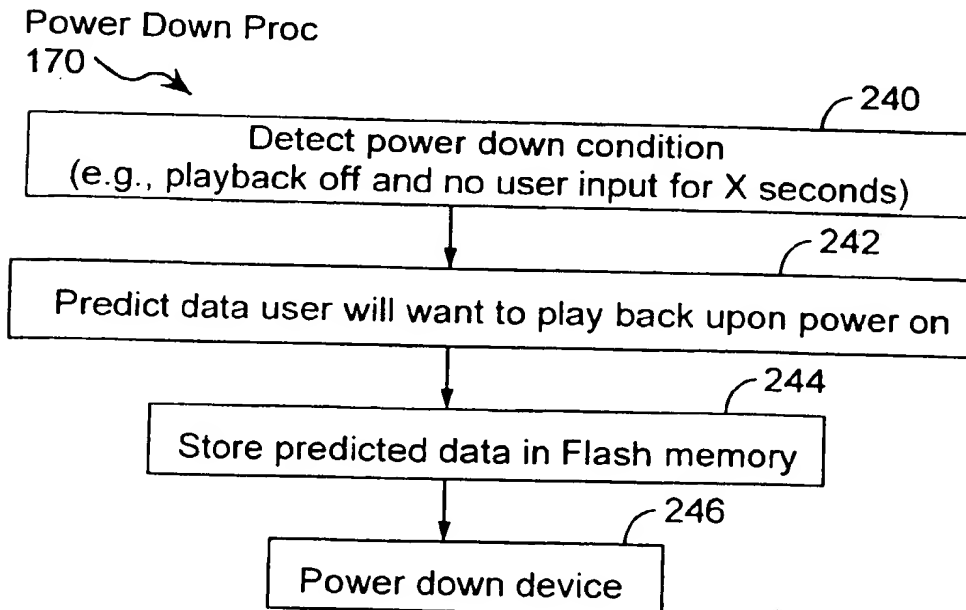 Power Down Proc
170
240
Detect power down condition
(e.g., playback off and no user input for X seconds)
242
Predict data user will want to play back upon power on
244
Store predicted data in Flash memory
246
Power down device